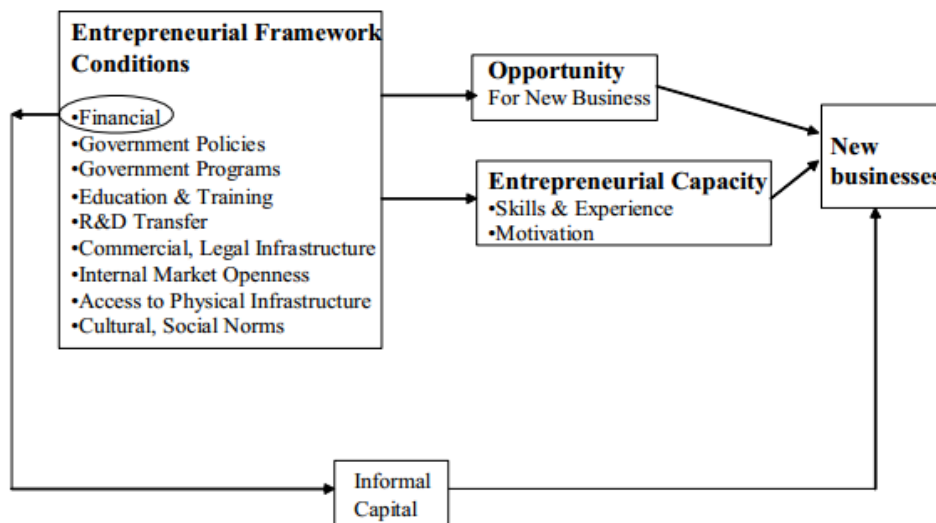 Entrepreneurial Framework
Conditions
•Financial
•Government Policies
•Government Programs
•Education & Training
•R&D Transfer
•Commercial, Legal Infrastructure
•Internal Market Openness
•Access to Physical Infrastructure
•Cultural, Social Norms
Opportunity
For New Business
Entrepreneurial Capacity
•Skills & Experience
•Motivation
New
businesses
Informal
Capital